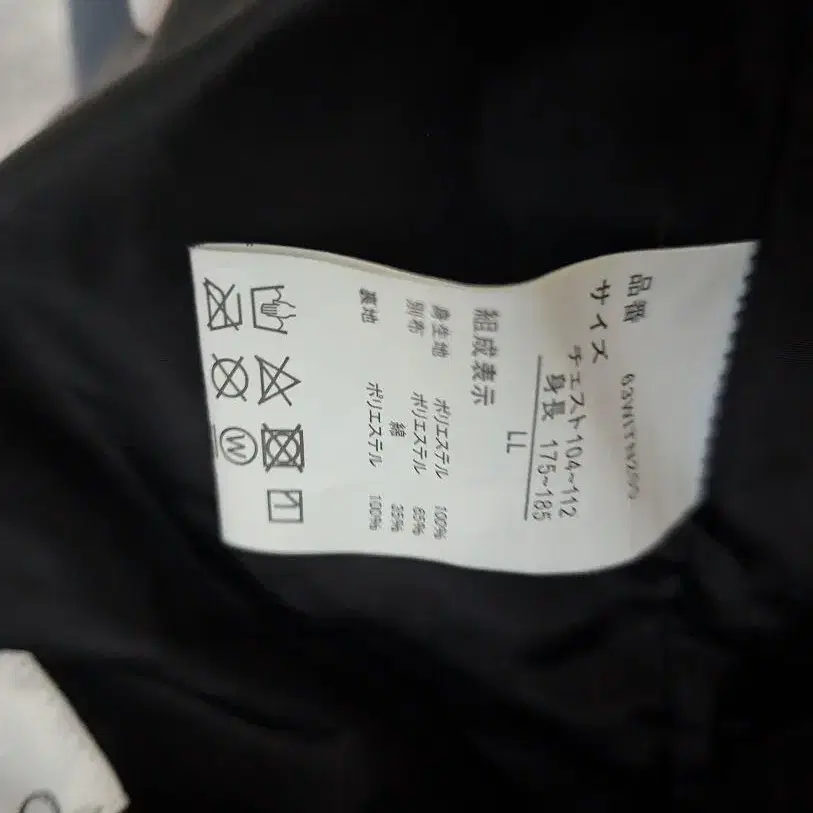 品番
サイズ
チェスト104~112
身長 175~185
LL
組成表示
身生地 ポリエステル 100%
別布 ポリエステル 65%
綿 35%
裏地 ポリエステル 100%
W